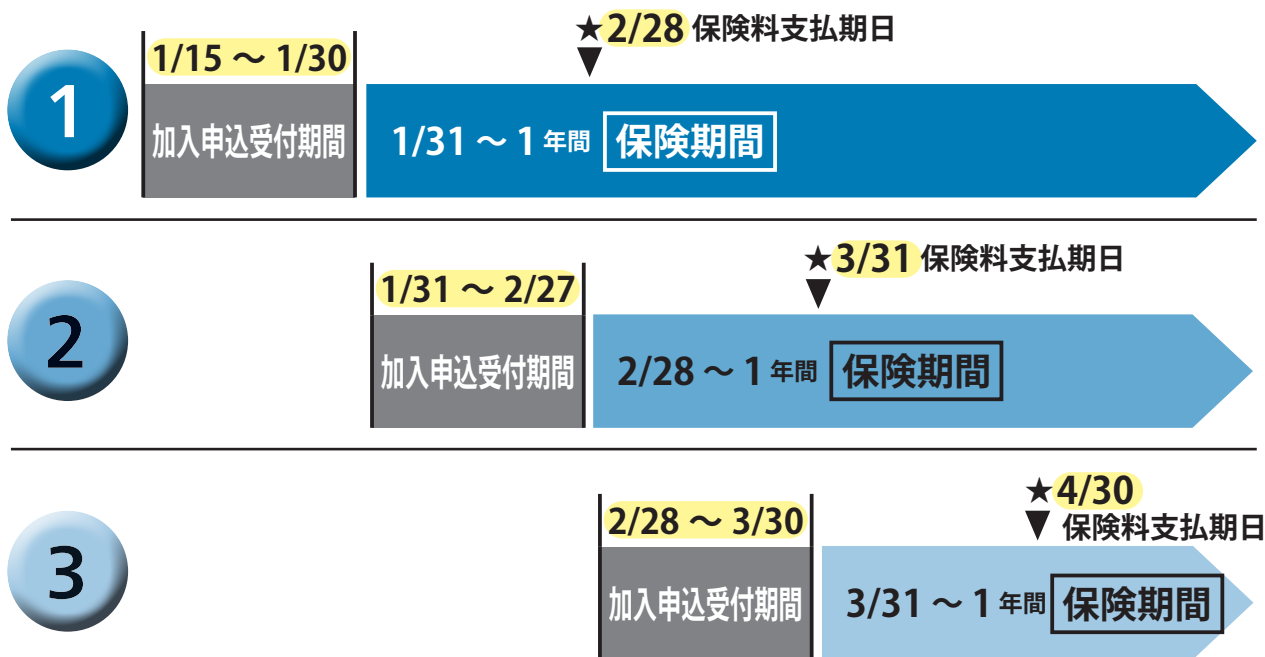 ★2/28 保険料支払期日
1/15 ～ 1/30
1
加入申込受付期間
1/31 ～ 1 年間 保険期間
★3/31 保険料支払期日
1/31 ～ 2/27
2
加入申込受付期間
2/28 ～ 1 年間 保険期間
★4/30
保険料支払期日
2/28 ～ 3/30
3
加入申込受付期間
3/31 ～ 1 年間 保険期間